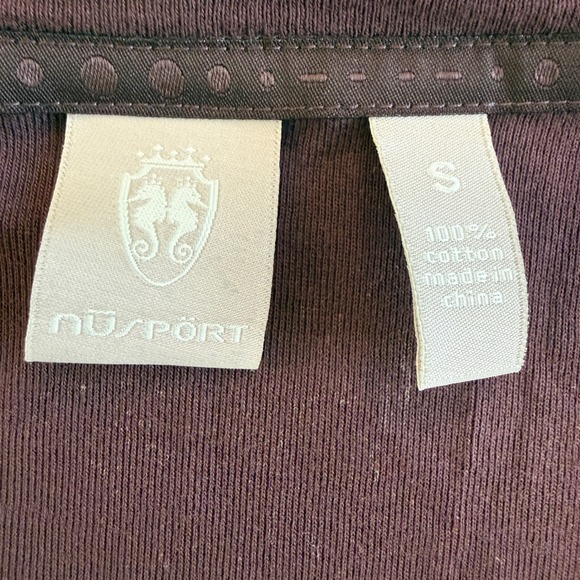 nüspört
S
100%
cotton
made in
china